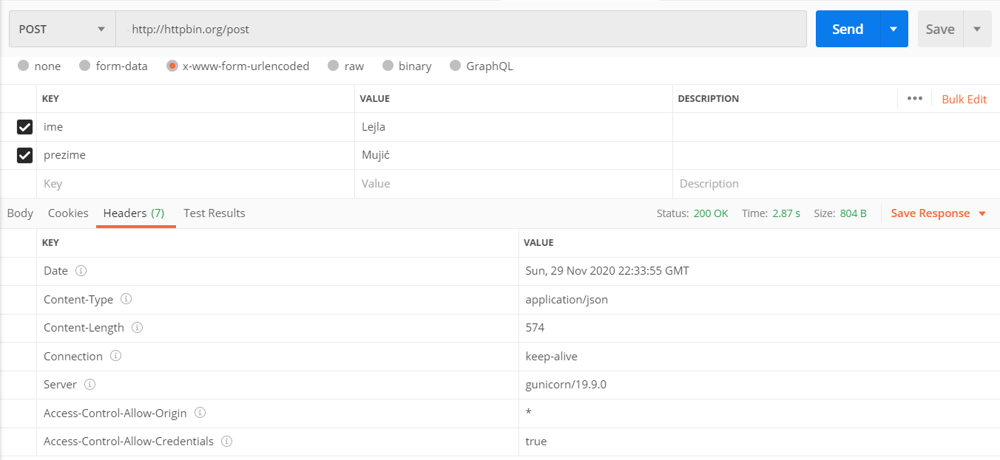 POST http://httpbin.org/post Send Save
none form-data x-www-form-urlencoded raw binary GraphQL
KEY VALUE DESCRIPTION ••• Bulk Edit
ime Lejla
prezime Mujić
Key Value Description
Body Cookies Headers (7) Test Results Status: 200 OK Time: 2.87 s Size: 804 B Save Response
KEY VALUE
Date Sun, 29 Nov 2020 22:33:55 GMT
Content-Type application/json
Content-Length 574
Connection keep-alive
Server gunicorn/19.9.0
Access-Control-Allow-Origin *
Access-Control-Allow-Credentials true